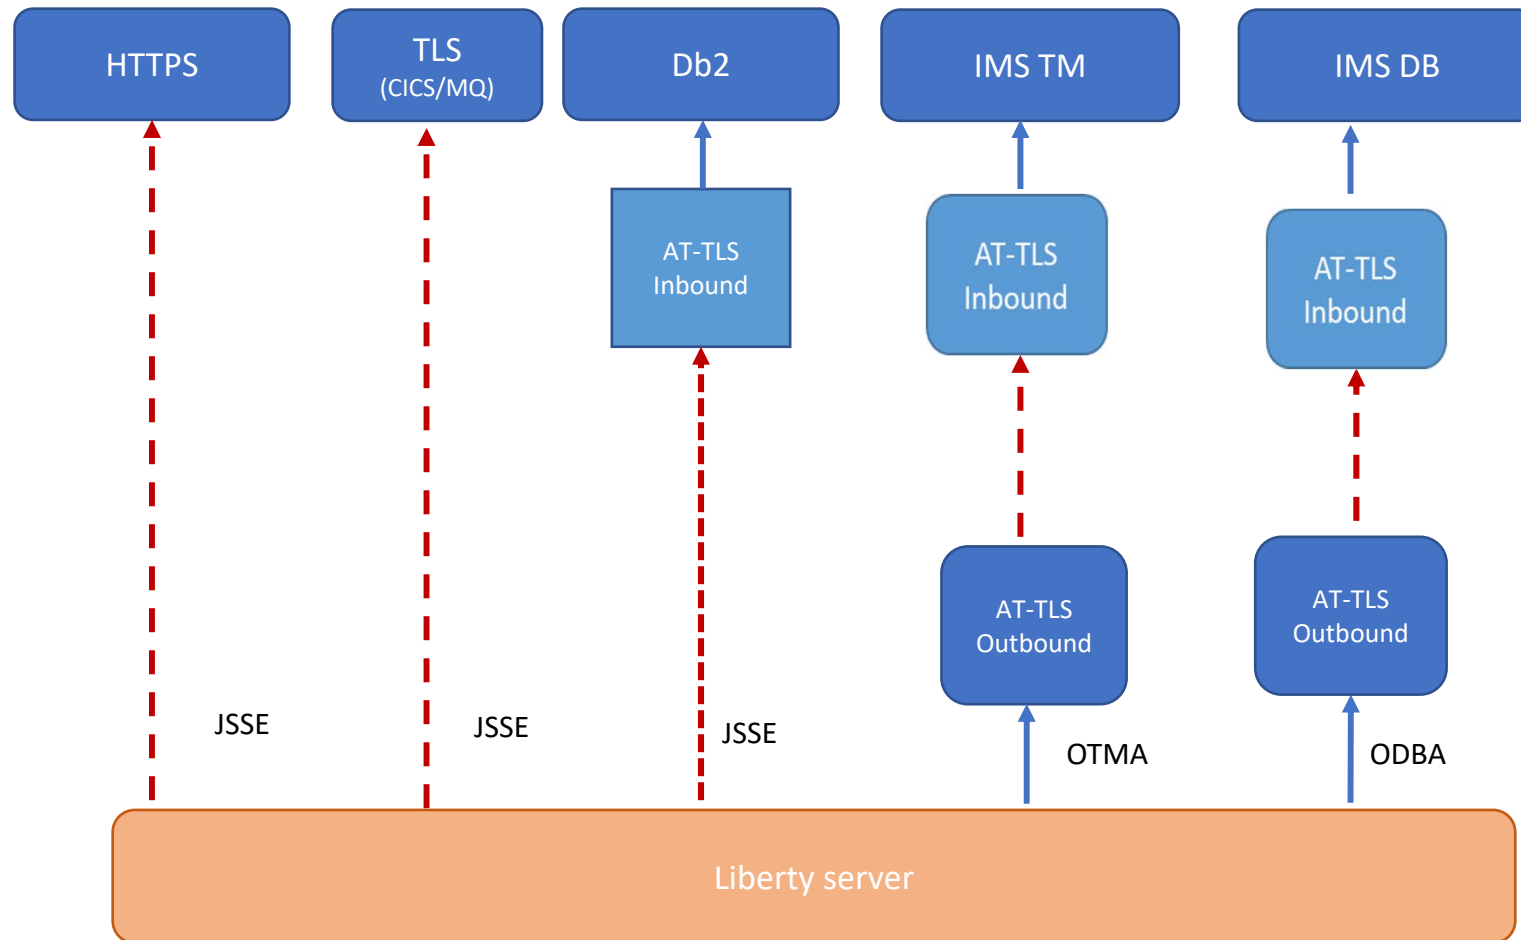 HTTPS
TLS
(CICS/MQ)
Db2
IMS TM
IMS DB
AT-TLS
Inbound
AT-TLS
Inbound
AT-TLS
Inbound
AT-TLS
Outbound
AT-TLS
Outbound
JSSE
JSSE
JSSE
OTMA
ODBA
Liberty server